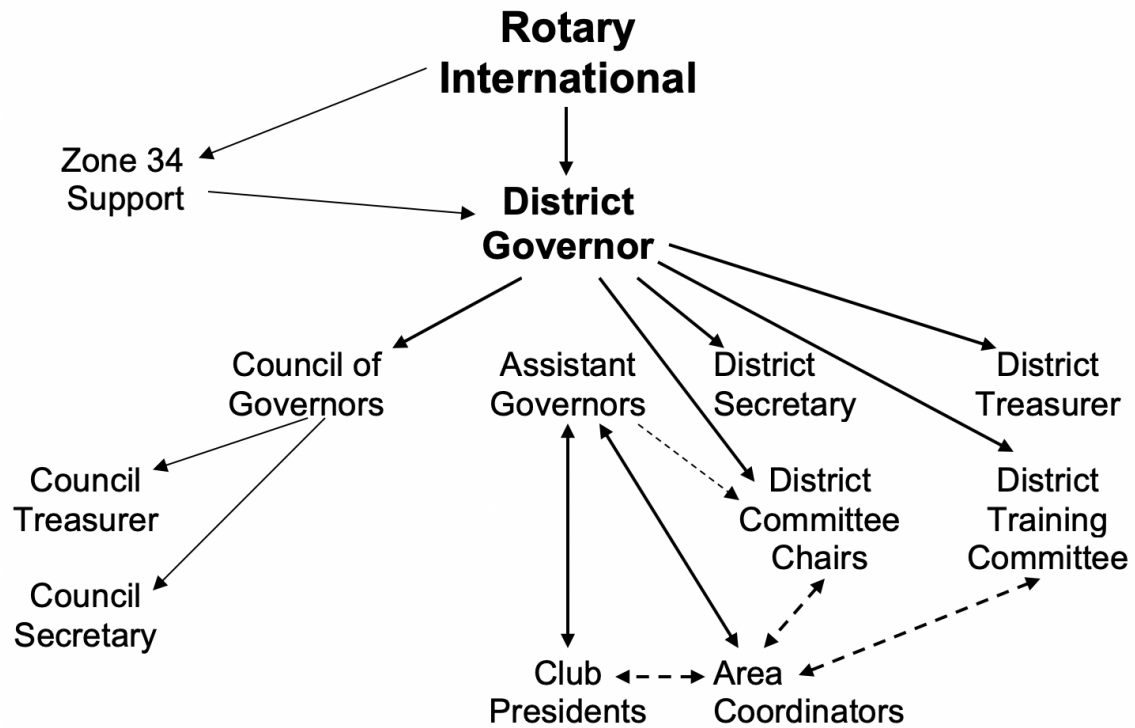 Rotary
International
Zone 34
Support
District
Governor
Council of
Governors
Assistant
Governors
District
Secretary
District
Treasurer
Council
Treasurer
District
Committee
Chairs
District
Training
Committee
Council
Secretary
Club
Presidents
Area
Coordinators